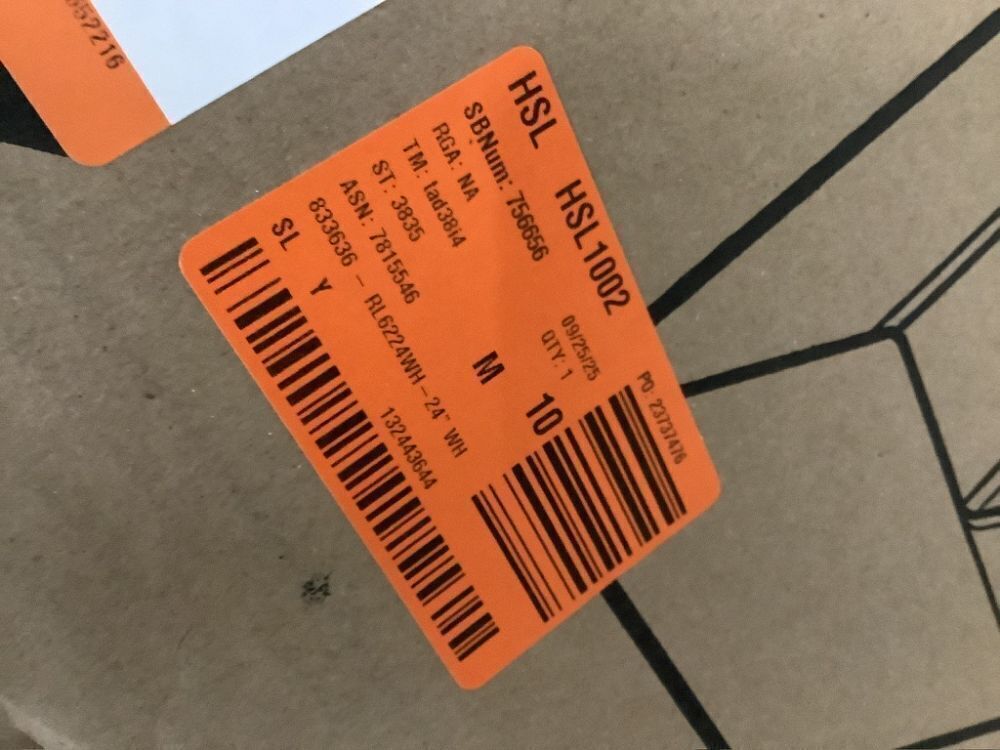 352216
HSL HSL1002
SBNum: 756656 09/25/25 PO: 23737476
RGA: NA QTY: 1
TM: lad38i4
ST: 3835 M 10
ASN: 7815546
833636 – RL6224WH – 24" WH
SL Y 132443644